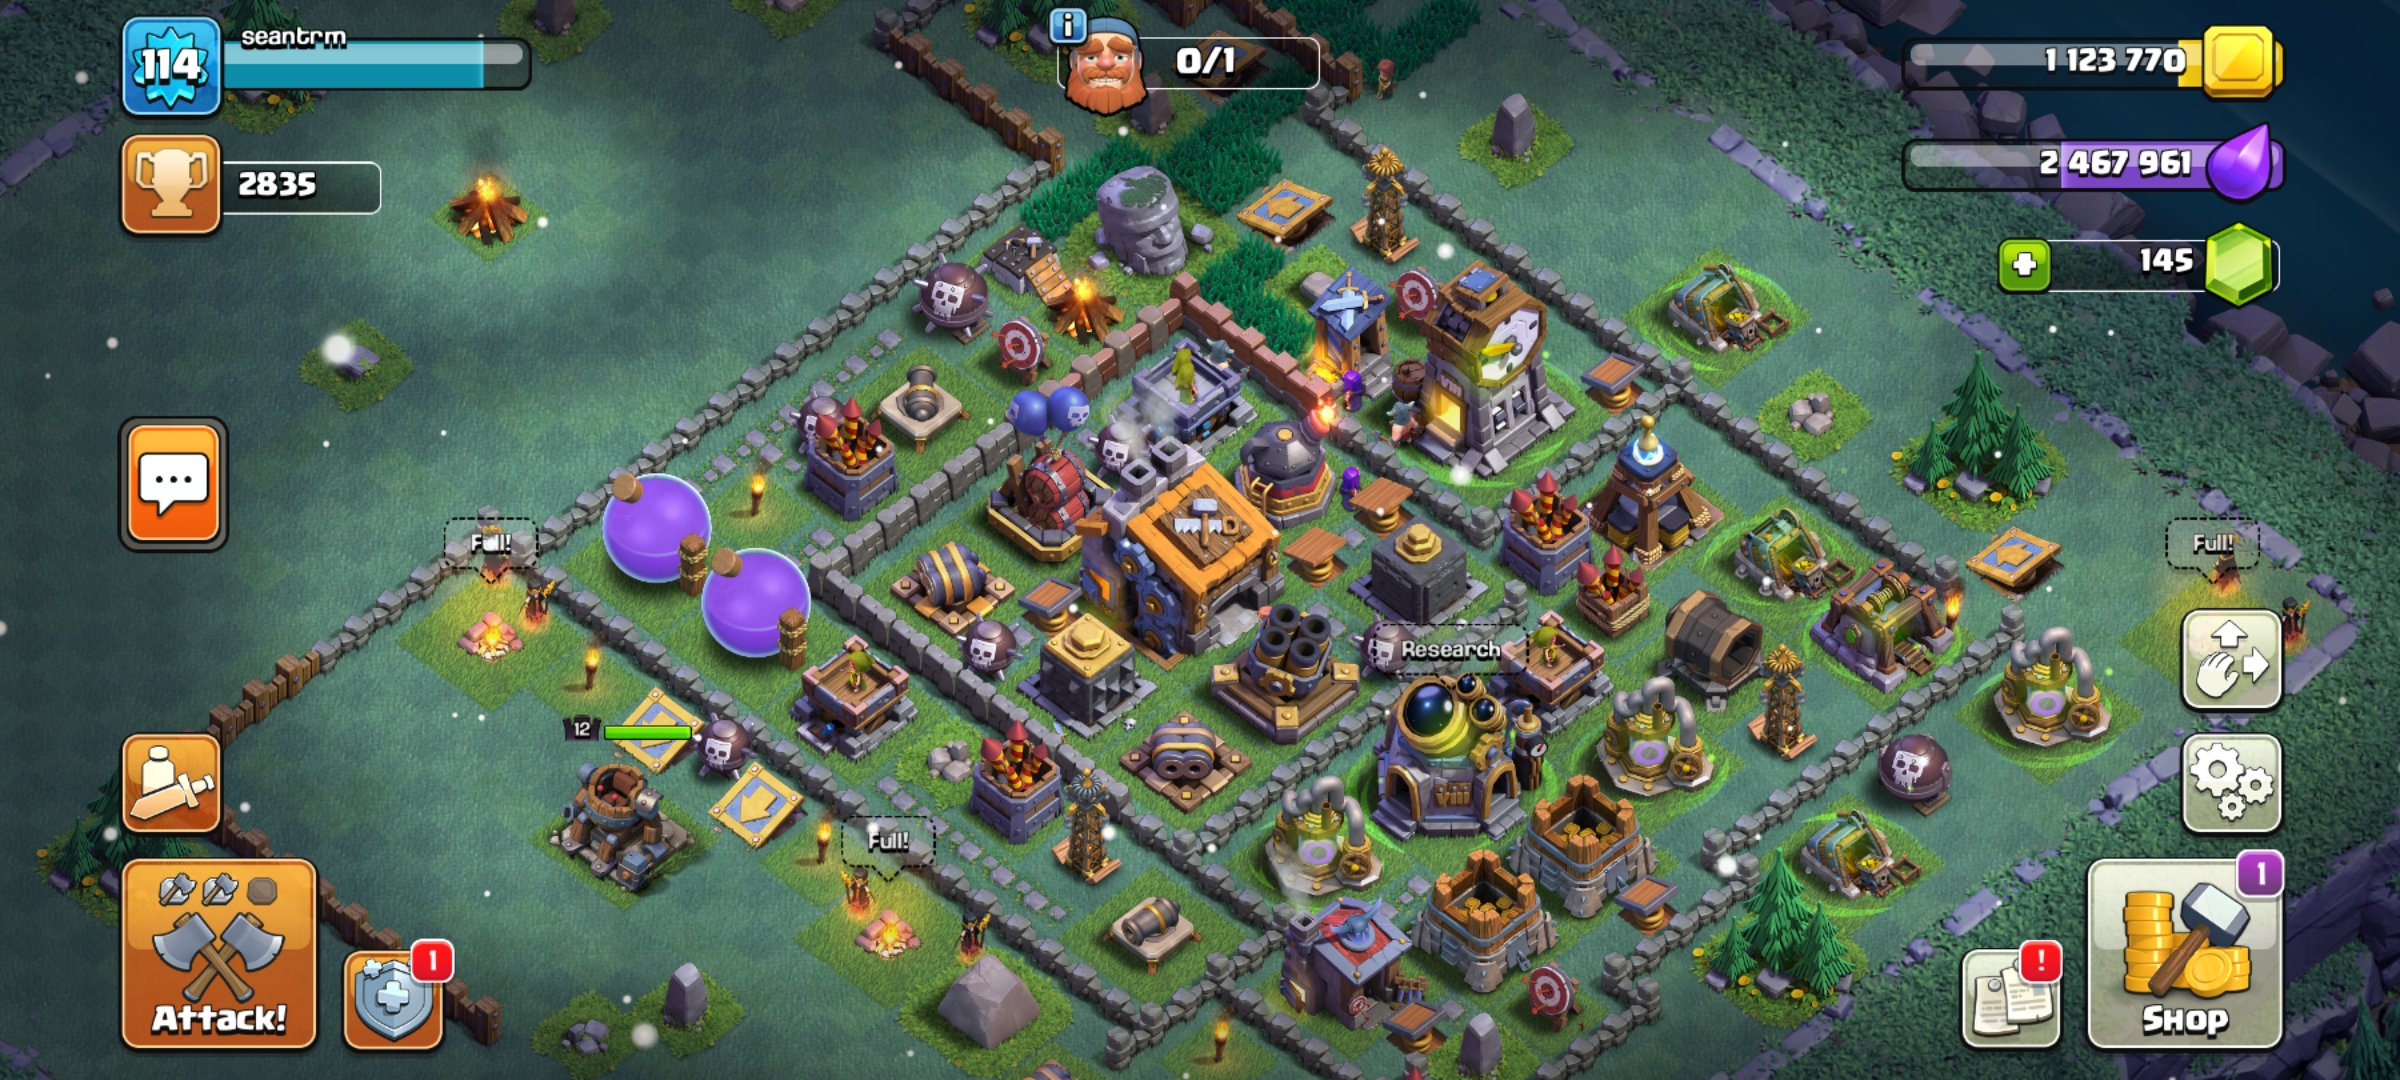 114
seantrm
i
0/1
1 123 770
2835
2 467 961
145
Full!
Full!
Research
12
VIII
Full!
1
Attack!
1
!
Shop